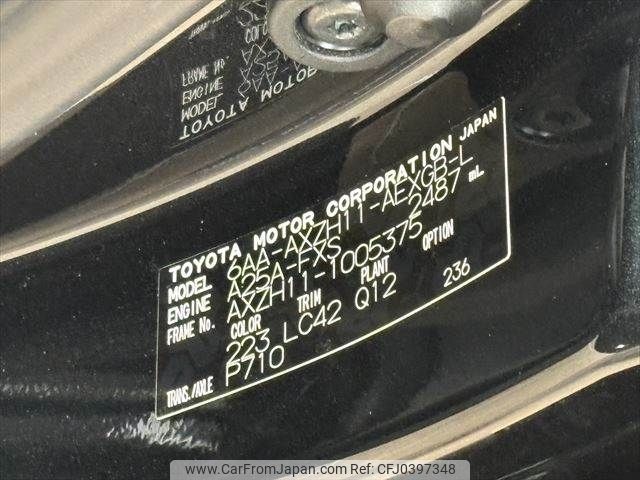 TOYOTA MOTOR CORPORATION JAPAN
MODEL 6AA-AXZH11-AEXGB-L
ENGINE A25A-FXS 2487 mL
FRAME No. AXZH11-1005375
COLOR TRIM PLANT OPTION
223 LC42 Q12 236
TRANS./AXLE P710
www.CarFromJapan.com | ref#:CFJ0397348